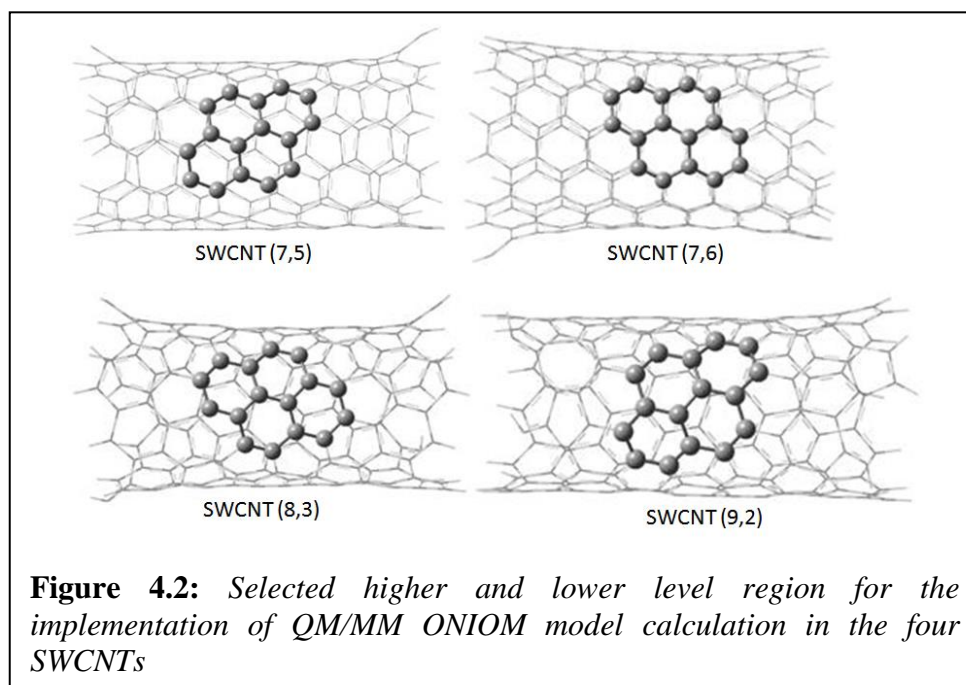 SWCNT (7,5)
SWCNT (7,6)
SWCNT (8,3)
SWCNT (9,2)
Figure 4.2: Selected higher and lower level region for the
implementation of QM/MM ONIOM model calculation in the four
SWCNTs